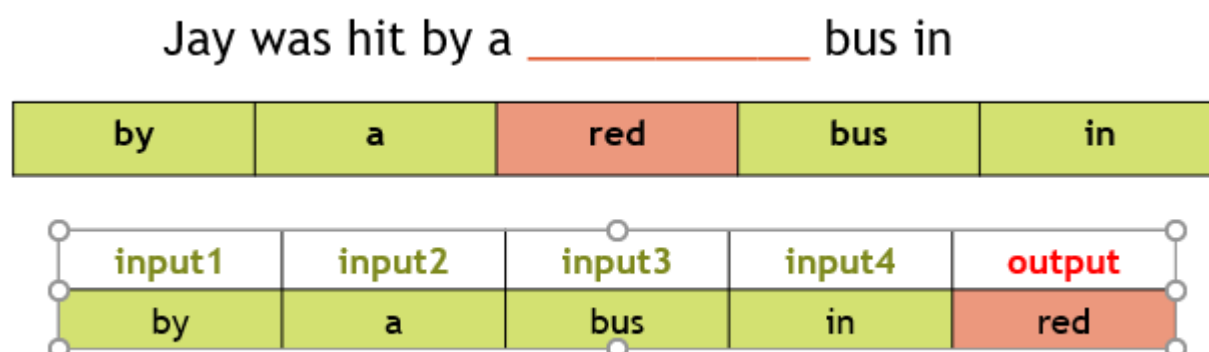 Jay was hit by a ___________ bus in
by a red bus in
input1 input2 input3 input4 output
by a bus in red